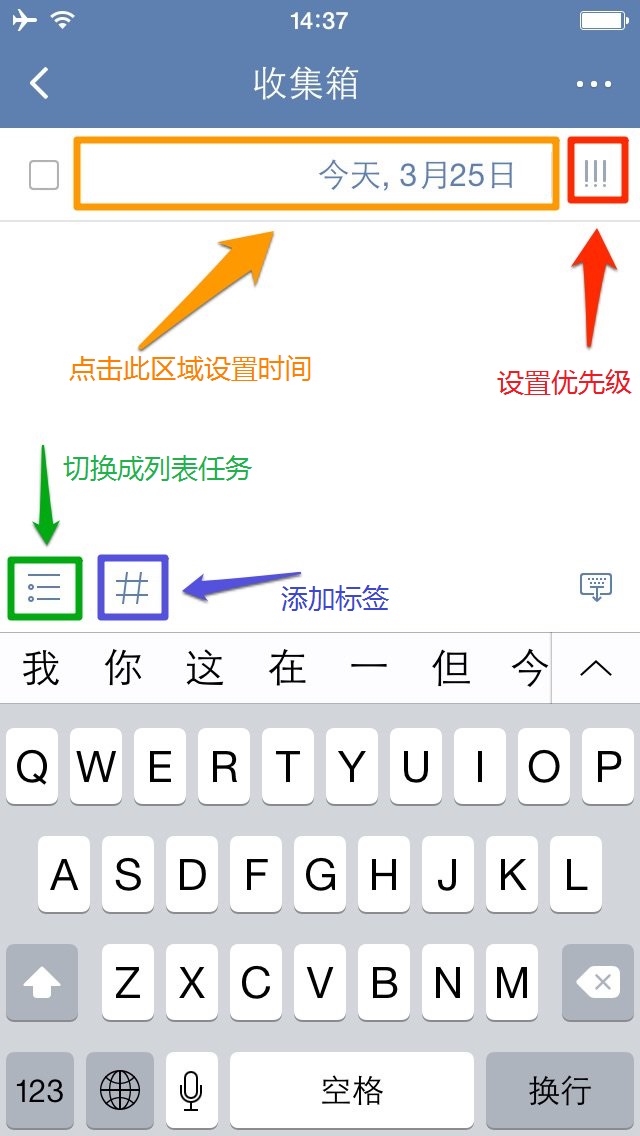 14:37
收集箱
今天, 3月25日
!!!
点击此区域设置时间
设置优先级
切换成列表任务
#
添加标签
我 你 这 在 一 但 今
Q W E R T Y U I O P
A S D F G H J K L
Z X C V B N M
123 空格 换行